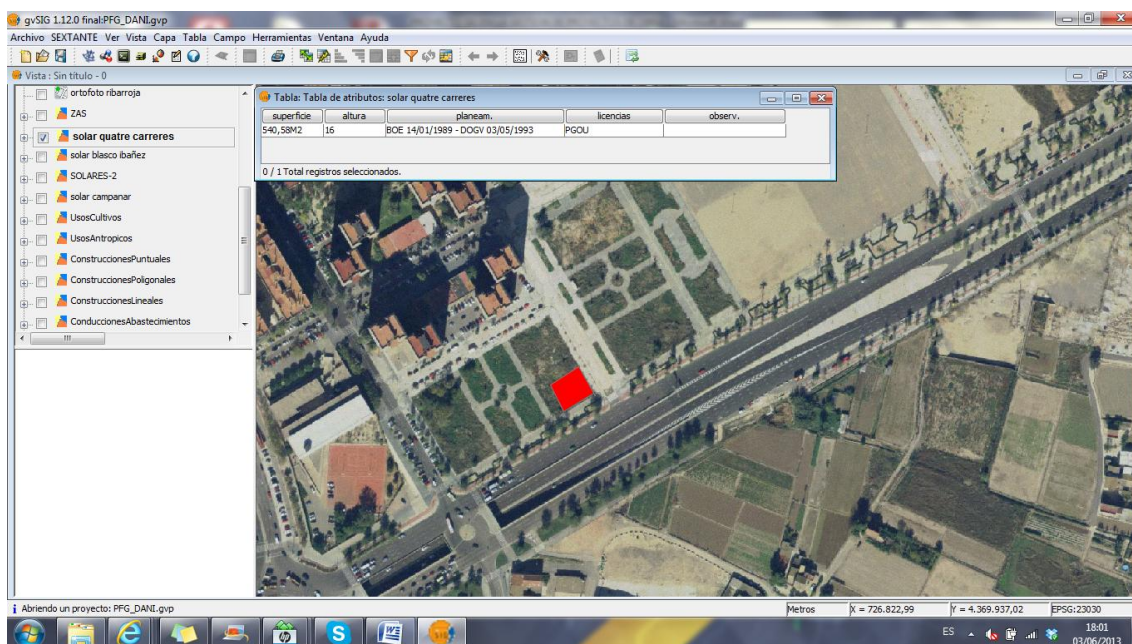 gvSIG 1.12.0 final:PFG_DANI.gvp
Archivo SEXTANTE Ver Vista Capa Tabla Campo Herramientas Ventana Ayuda
Vista : Sin título - 0
ortofoto ribarroja
ZAS
solar quatre carreres
solar blasco ibañez
SOLARES-2
solar campanar
UsosCultivos
UsosAntropicos
ConstruccionesPuntuales
ConstruccionesPoligonales
ConstruccionesLineales
ConduccionesAbastecimientos
Tabla: Tabla de atributos: solar quatre carreres
superficie altura planeam. licencias observ.
540,58M2 16 BOE 14/01/1989 - DOGV 03/05/1993 PGOU
0 / 1 Total registros seleccionados.
Abriendo un proyecto: PFG_DANI.gvp
Metros X = 726.822,99 Y = 4.369.937,02 EPSG:23030
ES 18:01
03/06/2013